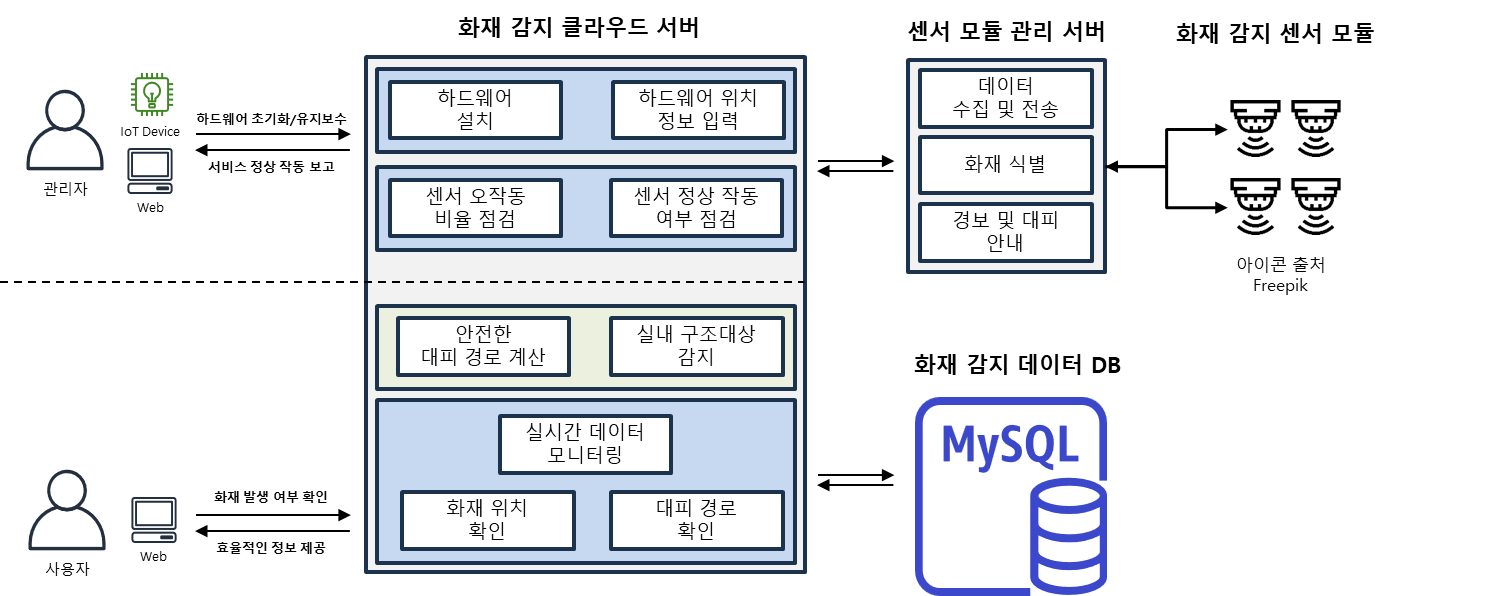 화재 감지 클라우드 서버
센서 모듈 관리 서버
화재 감지 센서 모듈
IoT Device
관리자
Web
하드웨어 초기화/유지보수
서비스 정상 작동 보고
하드웨어
설치
하드웨어 위치
정보 입력
센서 오작동
비율 점검
센서 정상 작동
여부 점검
데이터
수집 및 전송
화재 식별
경보 및 대피
안내
아이콘 출처
Freepik
안전한
대피 경로 계산
실내 구조대상
감지
실시간 데이터
모니터링
화재 위치
확인
대피 경로
확인
화재 감지 데이터 DB
MySQL
사용자
Web
화재 발생 여부 확인
효율적인 정보 제공